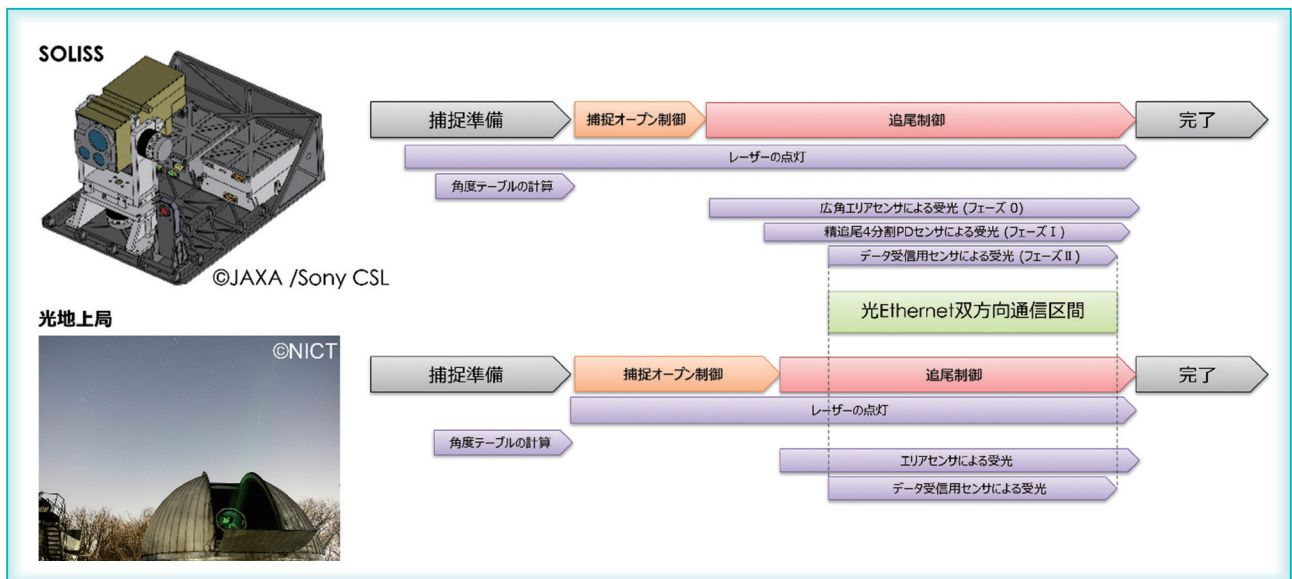 SOLISS
©JAXA /Sony CSL
捕捉準備
捕捉オープン制御
追尾制御
完了
レーザーの点灯
角度テーブルの計算
広角エリアセンサによる受光 (フェーズ 0)
精追尾4分割PDセンサによる受光 (フェーズ I )
データ受信用センサによる受光 (フェーズ II )
光Ethernet双方向通信区間
光地上局
©NICT
捕捉準備
捕捉オープン制御
追尾制御
完了
レーザーの点灯
角度テーブルの計算
エリアセンサによる受光
データ受信用センサによる受光